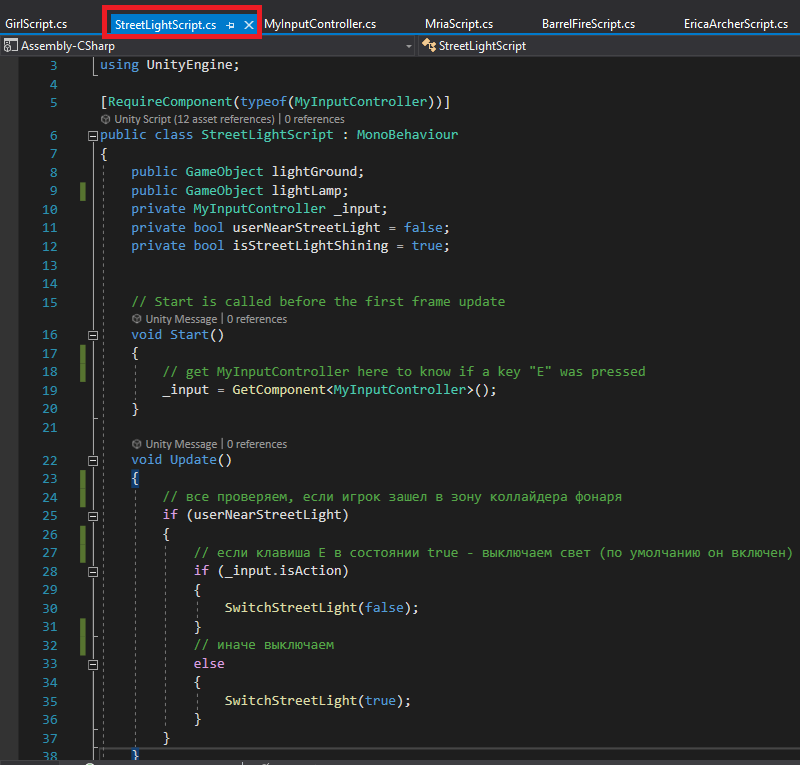 GirlScript.cs StreetLightScript.cs MyInputController.cs MriaScript.cs BarrelFireScript.cs EricaArcherScript.cs
Assembly-CSharp StreetLightScript
3 using UnityEngine;
4
5 [RequireComponent(typeof(MyInputController))]
Unity Script (12 asset references) | 0 references
6 public class StreetLightScript : MonoBehaviour
7 {
8 public GameObject lightGround;
9 public GameObject lightLamp;
10 private MyInputController _input;
11 private bool userNearStreetLight = false;
12 private bool isStreetLightShining = true;
13
14
15 // Start is called before the first frame update
Unity Message | 0 references
16 void Start()
17 {
18 // get MyInputController here to know if a key "E" was pressed
19 _input = GetComponent<MyInputController>();
20 }
21
Unity Message | 0 references
22 void Update()
23 {
24 // все проверяем, если игрок зашел в зону коллайдера фонаря
25 if (userNearStreetLight)
26 {
27 // если клавиша E в состоянии true - выключаем свет (по умолчанию он включен)
28 if (_input.isAction)
29 {
30 SwitchStreetLight(false);
31 }
32 // иначе выключаем
33 else
34 {
35 SwitchStreetLight(true);
36 }
37 }
38 }